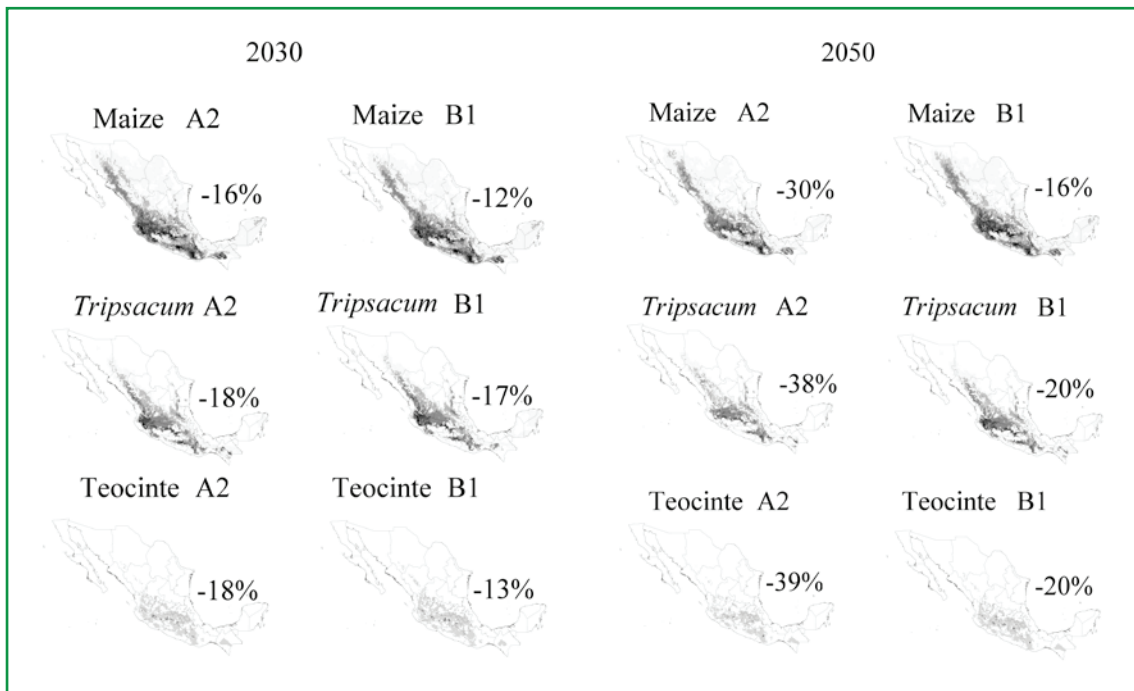 2030 2050
Maize A2 Maize B1 Maize A2 Maize B1
-16% -12% -30% -16%
Tripsacum A2 Tripsacum B1 Tripsacum A2 Tripsacum B1
-18% -17% -38% -20%
Teocinte A2 Teocinte B1 Teocinte A2 Teocinte B1
-18% -13% -39% -20%